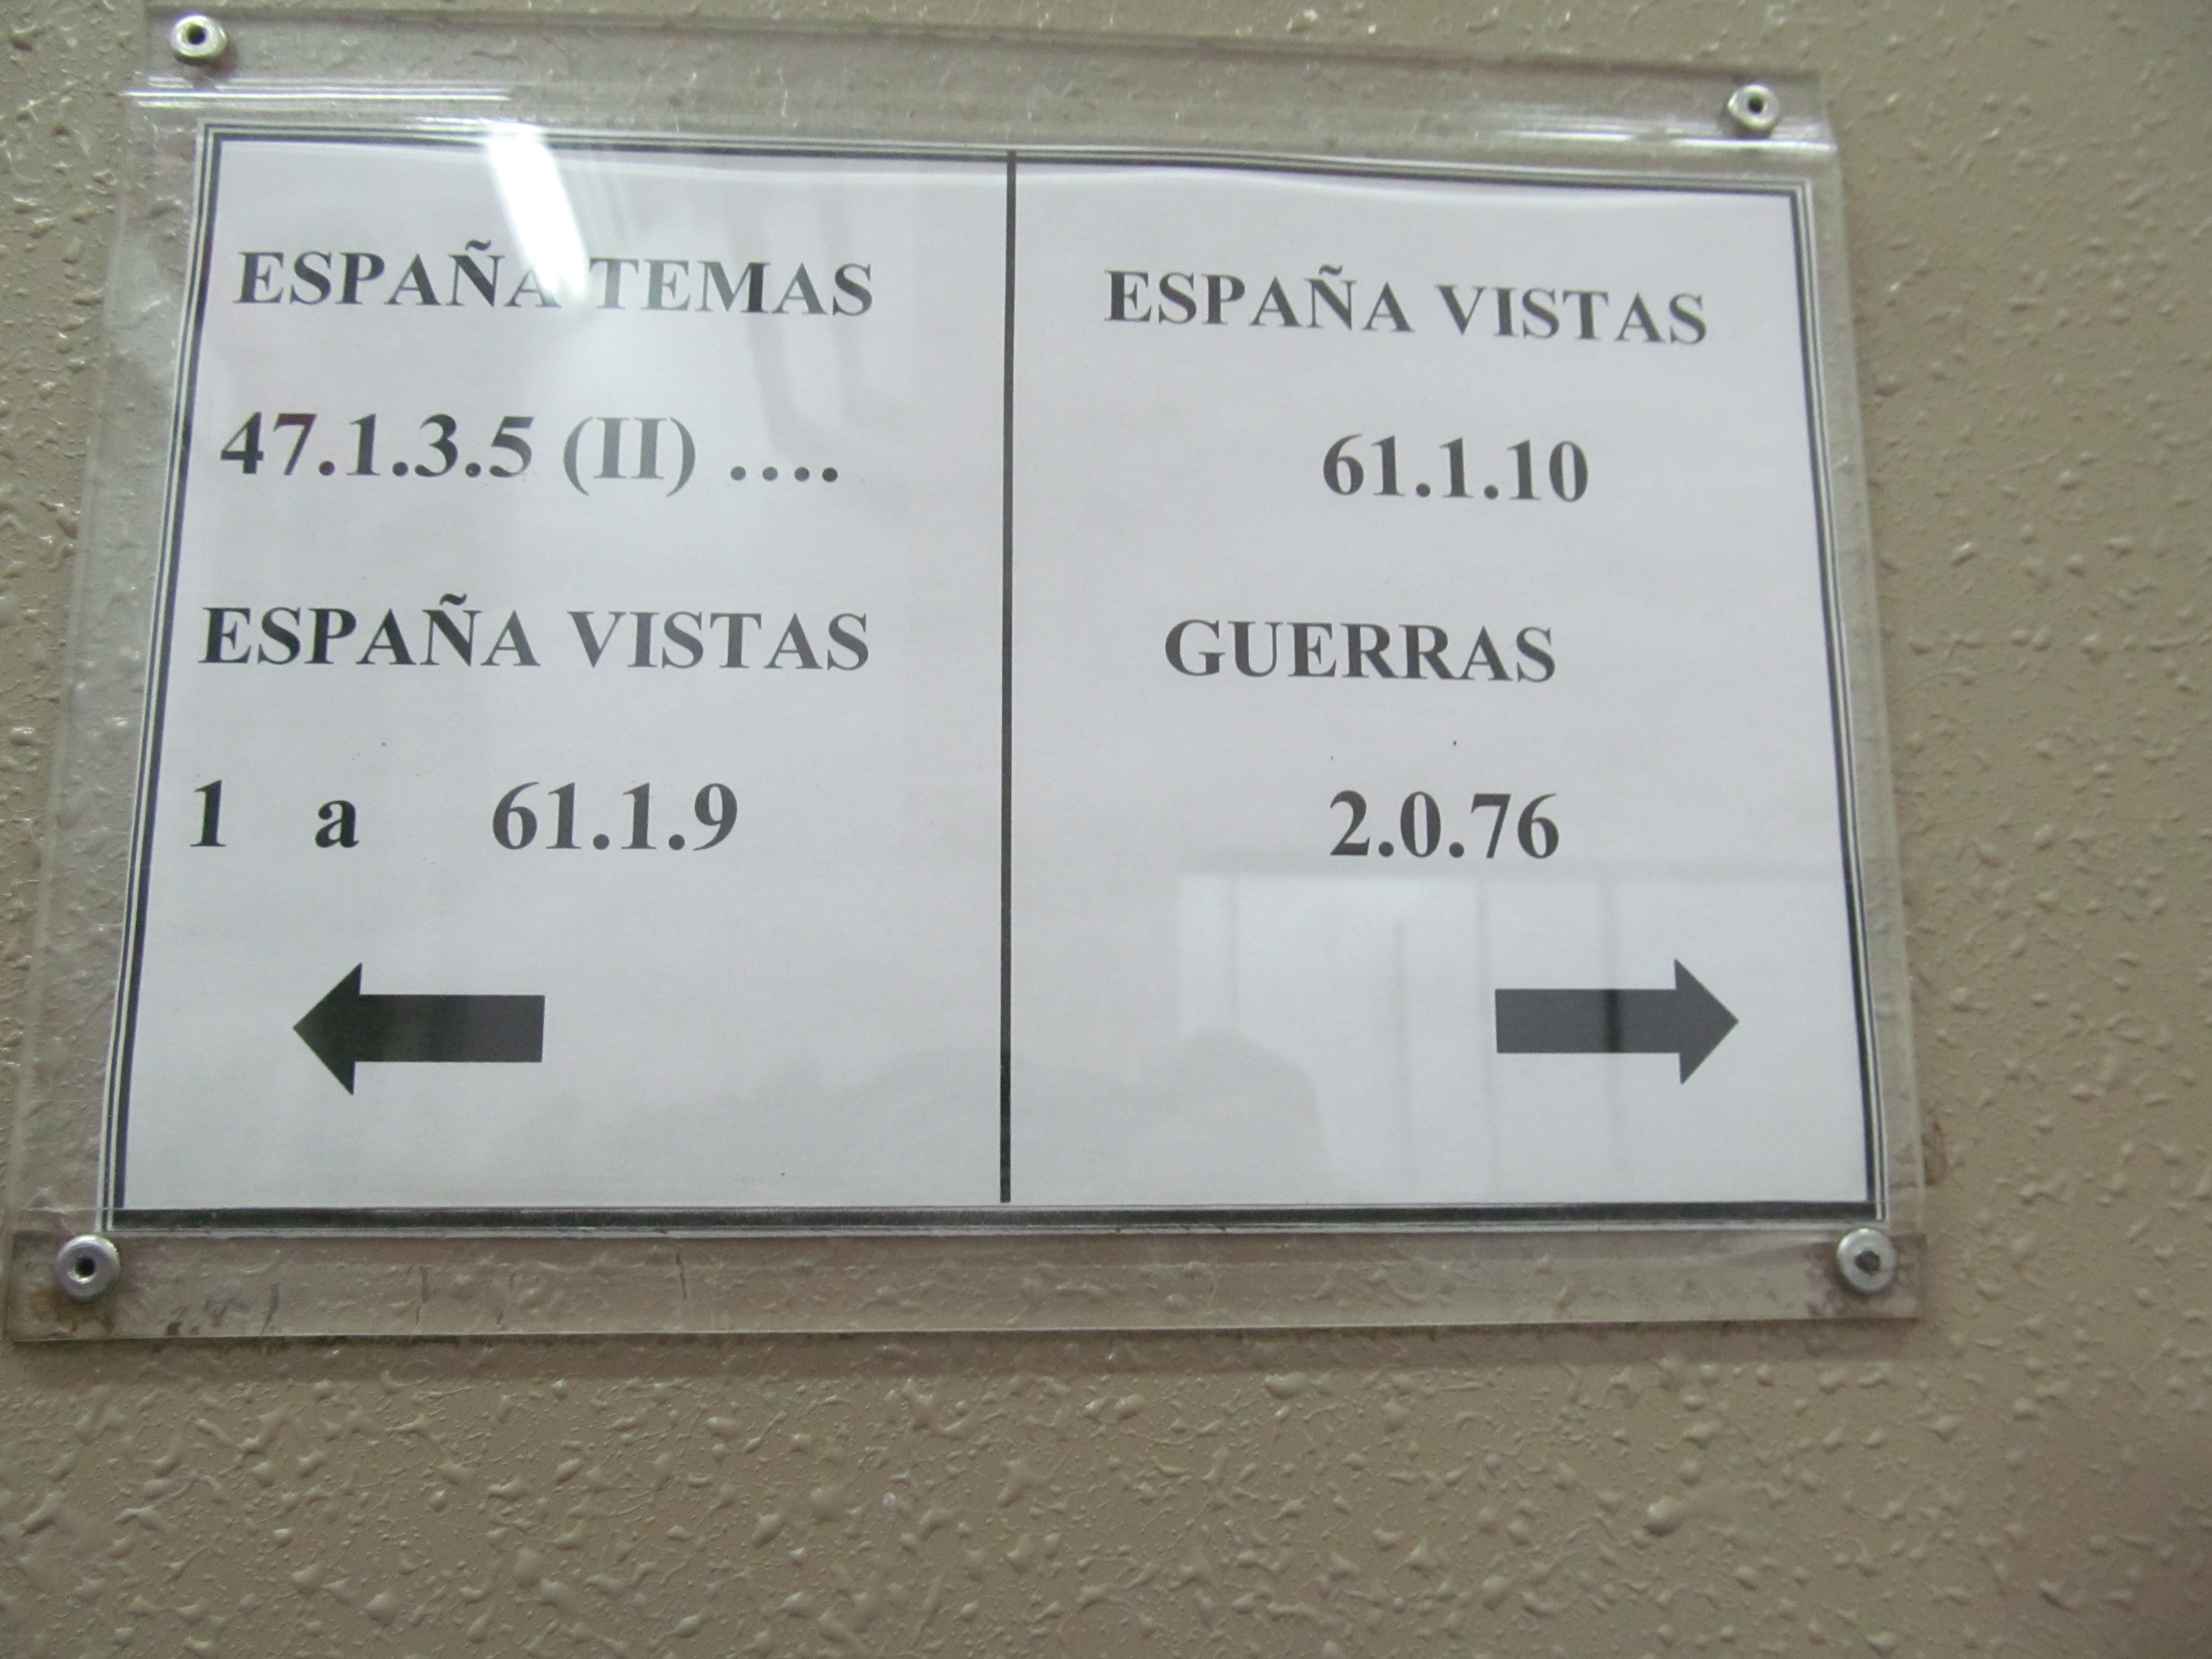 ESPAÑA TEMAS
47.1.3.5 (II) ....
ESPAÑA VISTAS
1 a 61.1.9
ESPAÑA VISTAS
61.1.10
GUERRAS
2.0.76